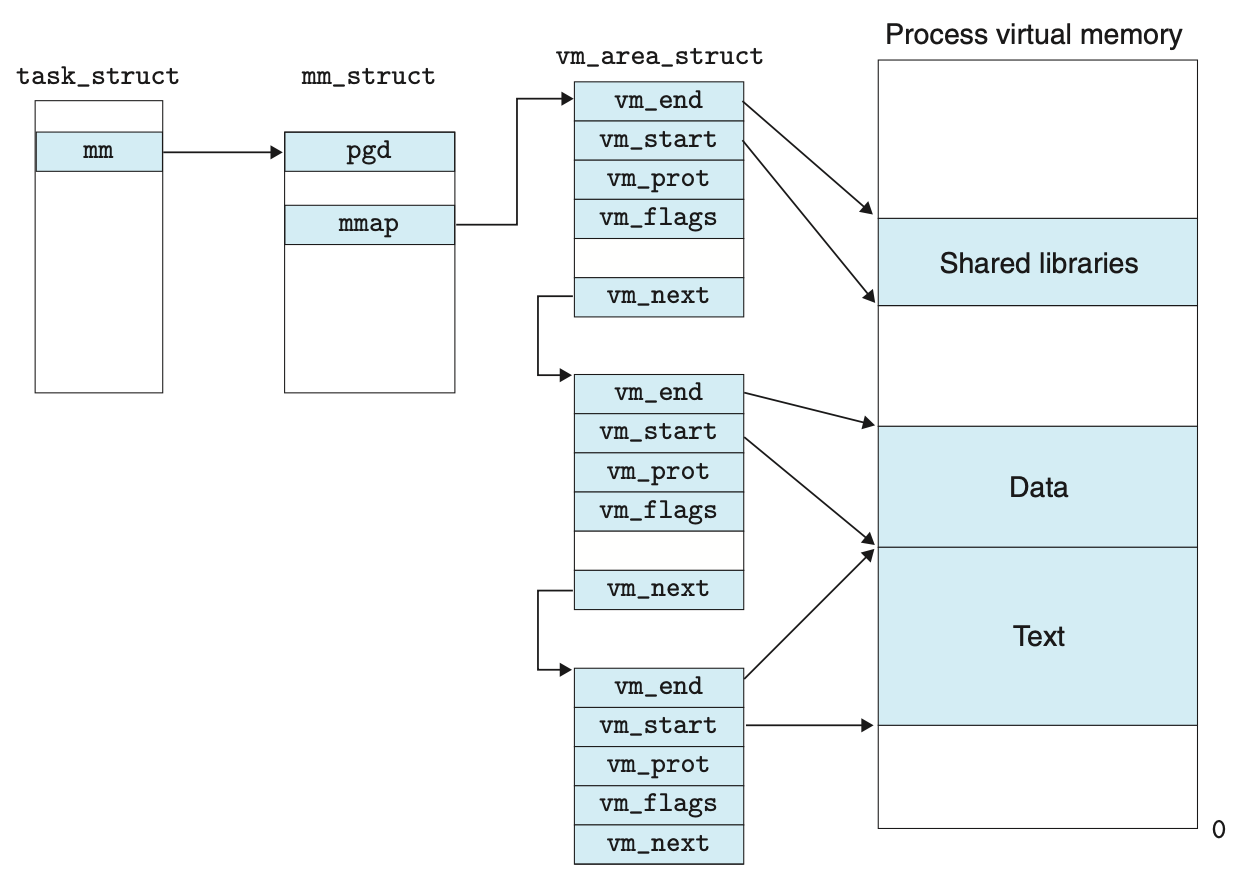 Process virtual memory
vm_area_struct
task_struct
mm_struct
mm
pgd
mmap
vm_end
vm_start
vm_prot
vm_flags
vm_next
vm_end
vm_start
vm_prot
vm_flags
vm_next
vm_end
vm_start
vm_prot
vm_flags
vm_next
Shared libraries
Data
Text
0